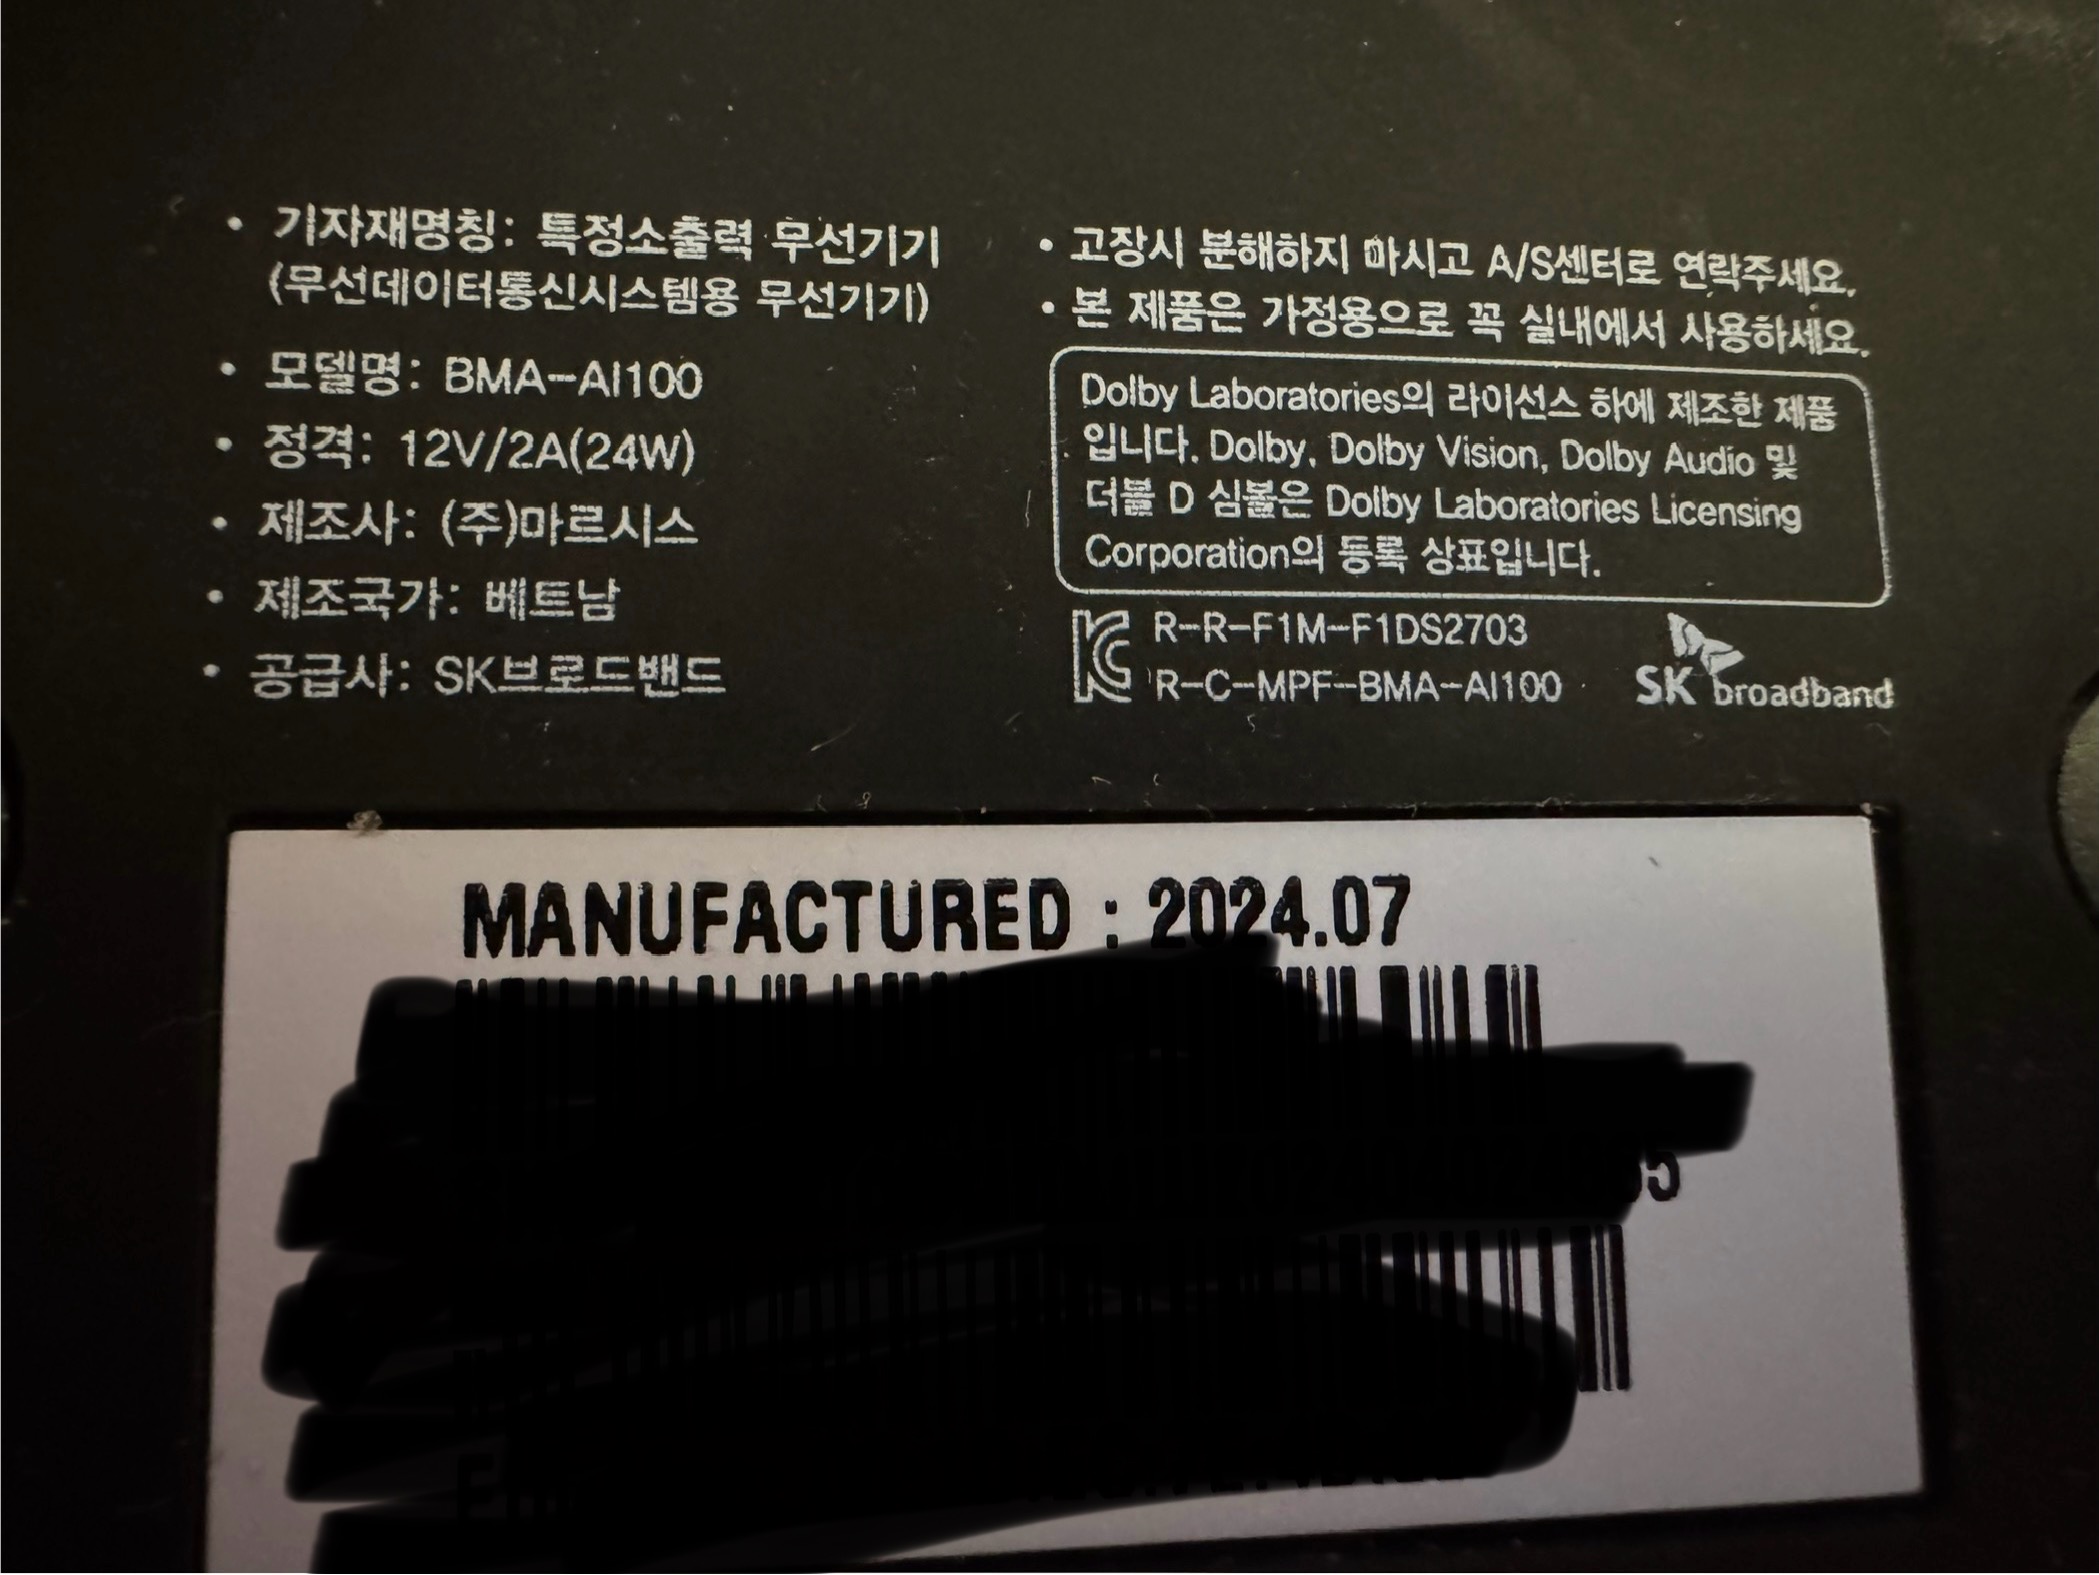 • 기자재명칭: 특정소출력 무선기기
(무선데이터통신시스템용 무선기기)
• 모델명: BMA-AI100
• 정격: 12V/2A(24W)
• 제조사: (주)마르시스
• 제조국가: 베트남
• 공급사: SK브로드밴드
• 고장시 분해하지 마시고 A/S센터로 연락주세요.
• 본 제품은 가정용으로 꼭 실내에서 사용하세요.
Dolby Laboratories의 라이선스 하에 제조한 제품
입니다. Dolby, Dolby Vision, Dolby Audio 및
더블 D 심볼은 Dolby Laboratories Licensing
Corporation의 등록 상표입니다.
R-R-F1M-F1DS2703
R-C-MPF-BMA-AI100
SK broadband
MANUFACTURED : 2024.07